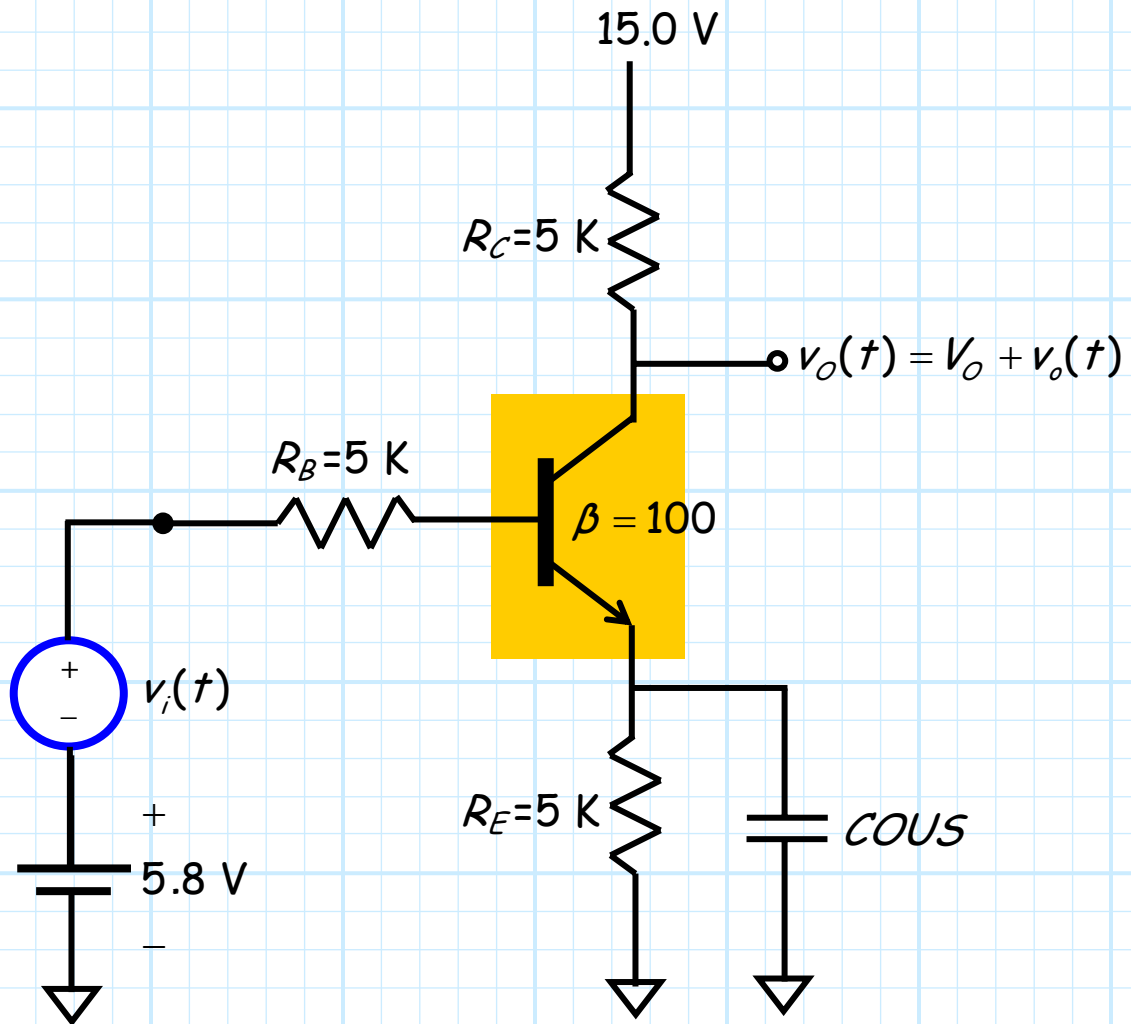 15.0 V
R_C=5 K
v_O(t) = V_O + v_o(t)
R_B=5 K
β = 100
+
−
v_i(t)
R_E=5 K
+
COUS
5.8 V
−